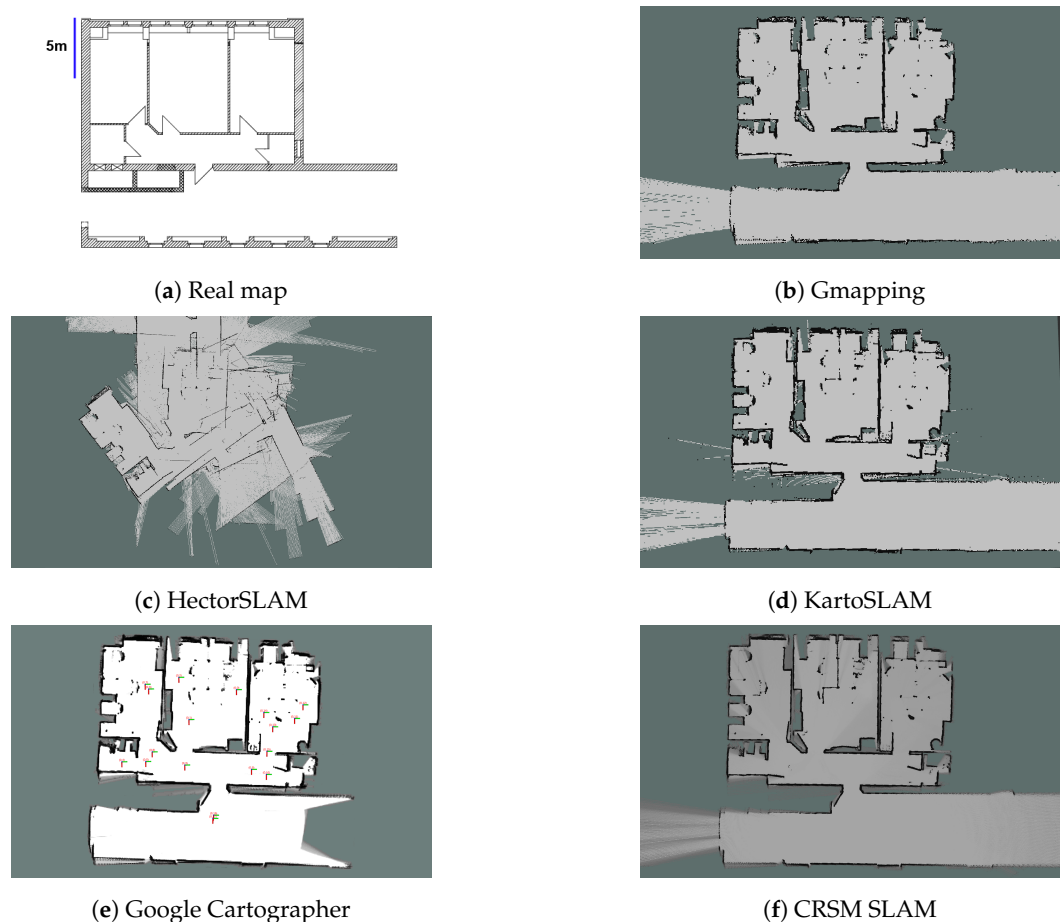 5m
(a) Real map
(b) Gmapping
(c) HectorSLAM
(d) KartoSLAM
(e) Google Cartographer
(f) CRSM SLAM